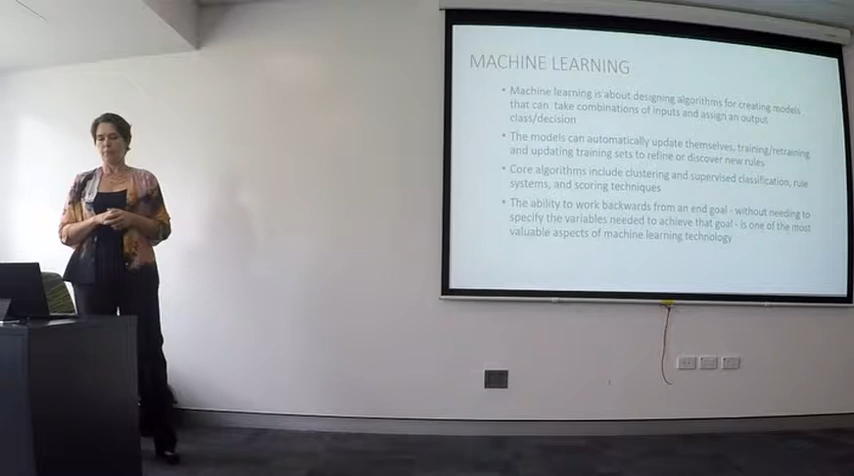 MACHINE LEARNING
• Machine learning is about designing algorithms for creating models
that can take combinations of inputs and assign an output
class/decision
• The models can automatically update themselves, training/retraining
and updating training sets to refine or discover new rules
• Core algorithms include clustering and supervised classification, rule
systems, and scoring techniques
• The ability to work backwards from an end goal - without needing to
specify the variables needed to achieve that goal - is one of the most
valuable aspects of machine learning technology